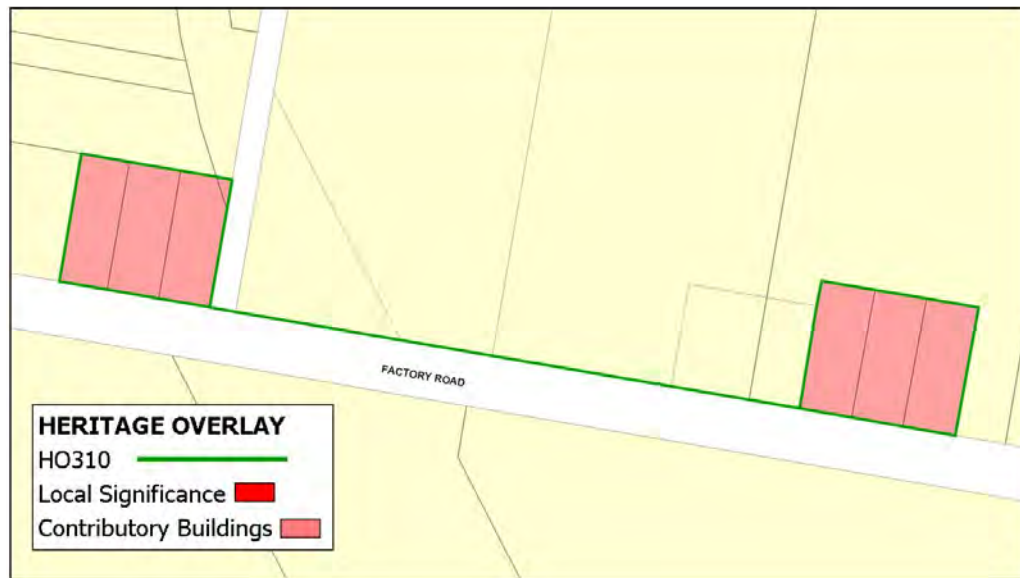 FACTORY ROAD
HERITAGE OVERLAY
HO310
Local Significance
Contributory Buildings